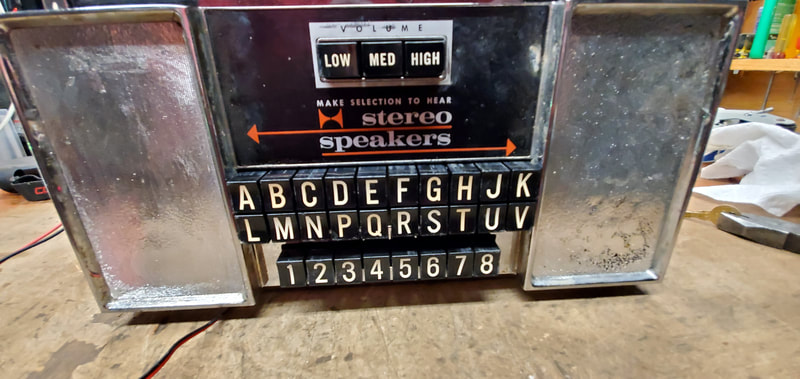 VOLUME
LOW MED HIGH
MAKE SELECTION TO HEAR
stereo
speakers
A B C D E F G H J K
L M N P Q R S T U V
1 2 3 4 5 6 7 8